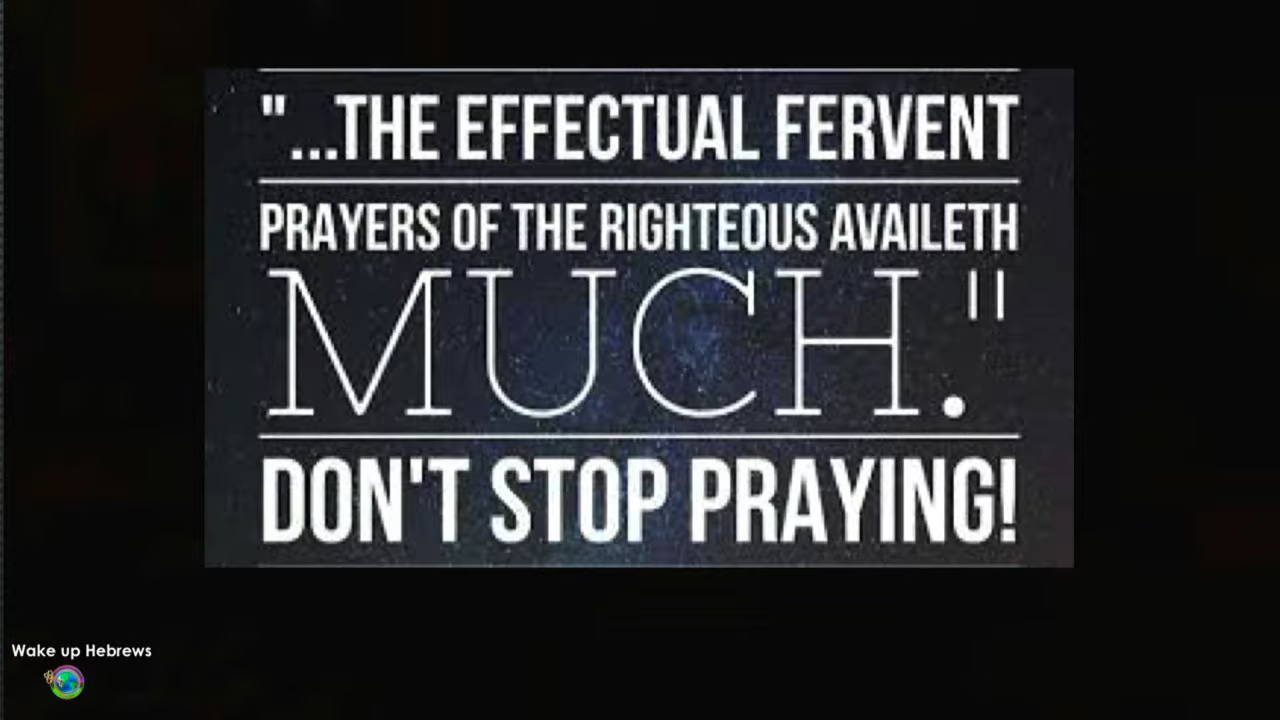 "...THE EFFECTUAL FERVENT
PRAYERS OF THE RIGHTEOUS AVAILETH
MUCH."
DON'T STOP PRAYING!
Wake up Hebrews